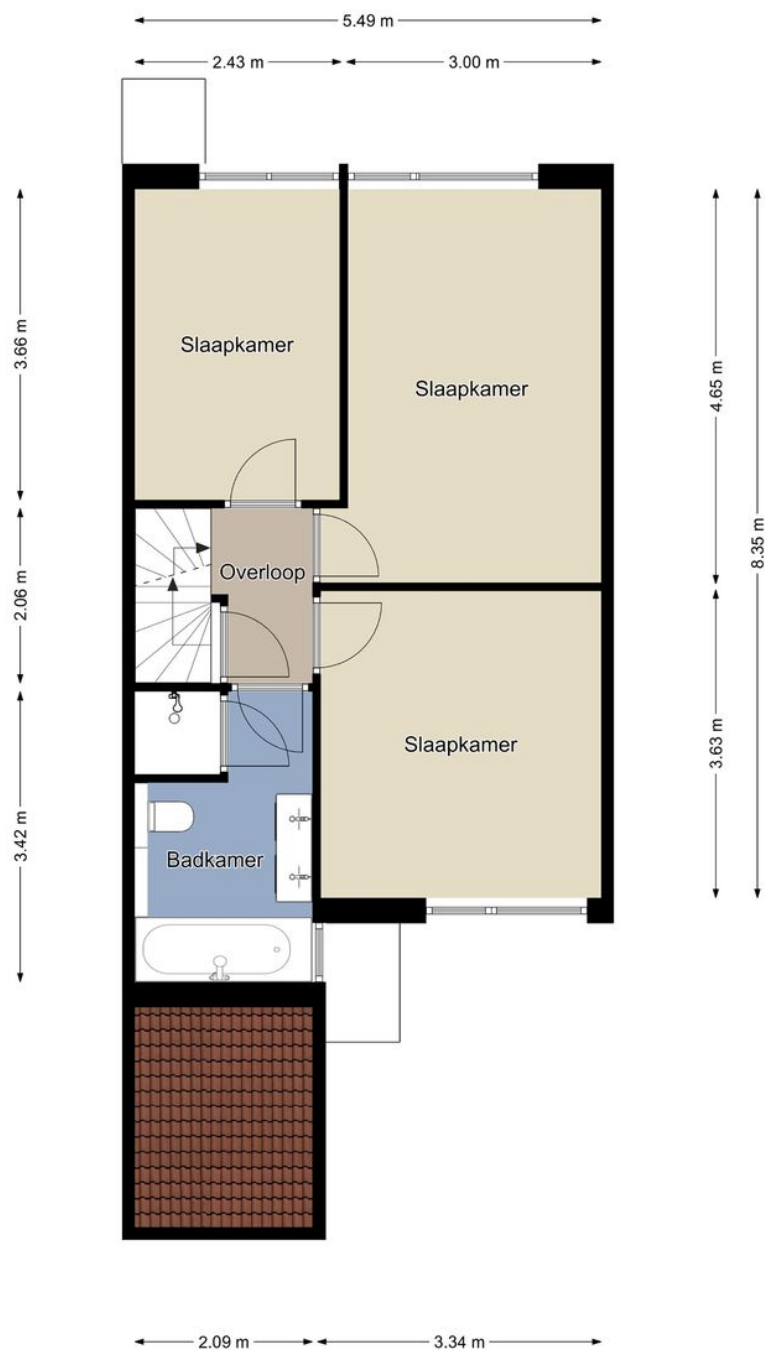 5.49 m
2.43 m
3.00 m
3.66 m
Slaapkamer
Slaapkamer
4.65 m
8.35 m
2.06 m
Overloop
3.42 m
Slaapkamer
3.63 m
Badkamer
2.09 m
3.34 m